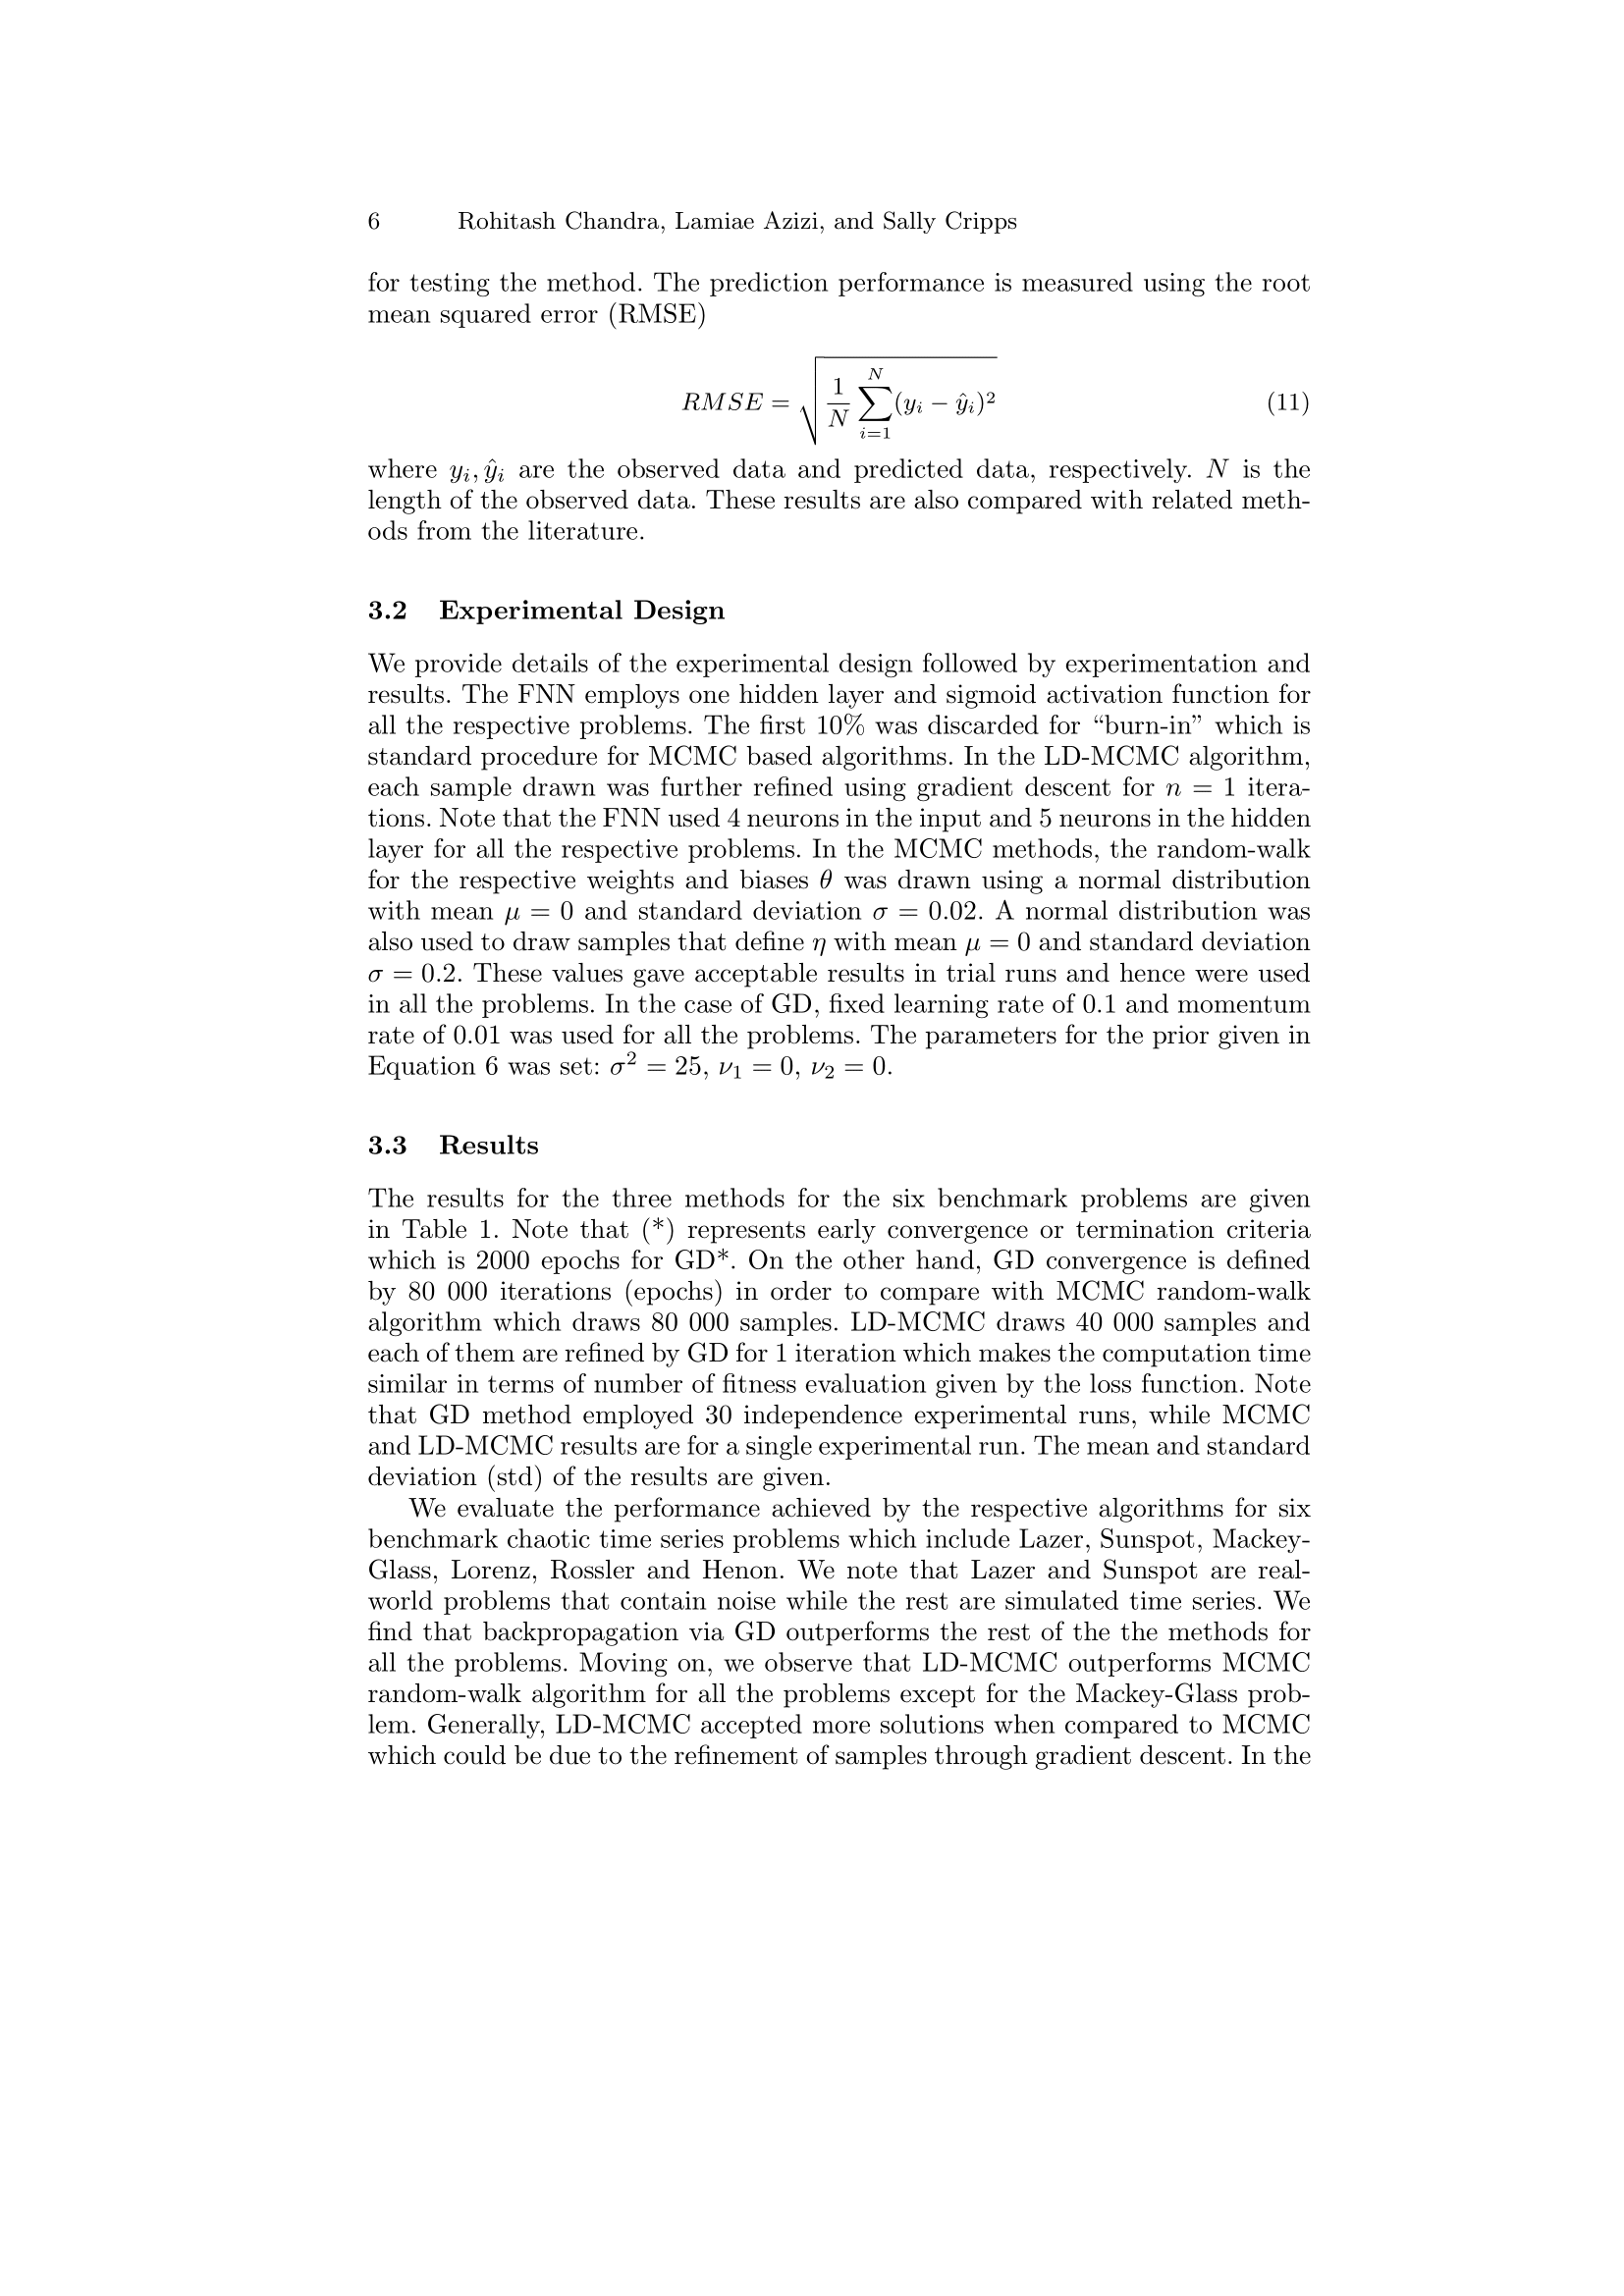 6 Rohitash Chandra, Lamiae Azizi, and Sally Cripps
for testing the method. The prediction performance is measured using the root
mean squared error (RMSE)
$$RMSE = \sqrt{\frac{1}{N}\sum_{i=1}^{N}(y_i - \hat{y}_i)^2}$$ (11)
where $y_i, \hat{y}_i$ are the observed data and predicted data, respectively. $N$ is the
length of the observed data. These results are also compared with related meth-
ods from the literature.
3.2 Experimental Design
We provide details of the experimental design followed by experimentation and
results. The FNN employs one hidden layer and sigmoid activation function for
all the respective problems. The first 10% was discarded for “burn-in” which is
standard procedure for MCMC based algorithms. In the LD-MCMC algorithm,
each sample drawn was further refined using gradient descent for $n = 1$ itera-
tions. Note that the FNN used 4 neurons in the input and 5 neurons in the hidden
layer for all the respective problems. In the MCMC methods, the random-walk
for the respective weights and biases $\theta$ was drawn using a normal distribution
with mean $\mu = 0$ and standard deviation $\sigma = 0.02$. A normal distribution was
also used to draw samples that define $\eta$ with mean $\mu = 0$ and standard deviation
$\sigma = 0.2$. These values gave acceptable results in trial runs and hence were used
in all the problems. In the case of GD, fixed learning rate of 0.1 and momentum
rate of 0.01 was used for all the problems. The parameters for the prior given in
Equation 6 was set: $\sigma^2 = 25$, $\nu_1 = 0$, $\nu_2 = 0$.
3.3 Results
The results for the three methods for the six benchmark problems are given
in Table 1. Note that (*) represents early convergence or termination criteria
which is 2000 epochs for GD*. On the other hand, GD convergence is defined
by 80 000 iterations (epochs) in order to compare with MCMC random-walk
algorithm which draws 80 000 samples. LD-MCMC draws 40 000 samples and
each of them are refined by GD for 1 iteration which makes the computation time
similar in terms of number of fitness evaluation given by the loss function. Note
that GD method employed 30 independence experimental runs, while MCMC
and LD-MCMC results are for a single experimental run. The mean and standard
deviation (std) of the results are given.
We evaluate the performance achieved by the respective algorithms for six
benchmark chaotic time series problems which include Lazer, Sunspot, Mackey-
Glass, Lorenz, Rossler and Henon. We note that Lazer and Sunspot are real-
world problems that contain noise while the rest are simulated time series. We
find that backpropagation via GD outperforms the rest of the the methods for
all the problems. Moving on, we observe that LD-MCMC outperforms MCMC
random-walk algorithm for all the problems except for the Mackey-Glass prob-
lem. Generally, LD-MCMC accepted more solutions when compared to MCMC
which could be due to the refinement of samples through gradient descent. In the